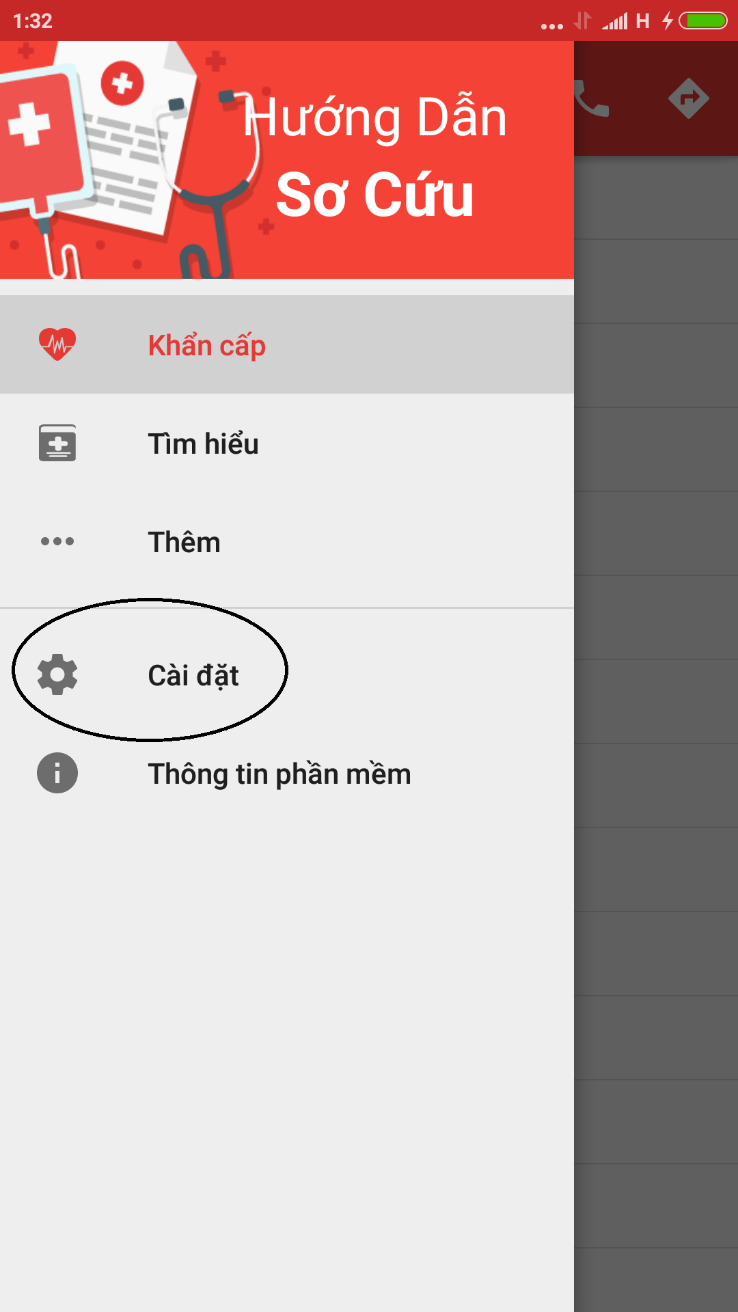 1:32
H
Hướng Dẫn
Sơ Cứu
Khẩn cấp
Tìm hiểu
Thêm
Cài đặt
Thông tin phần mềm